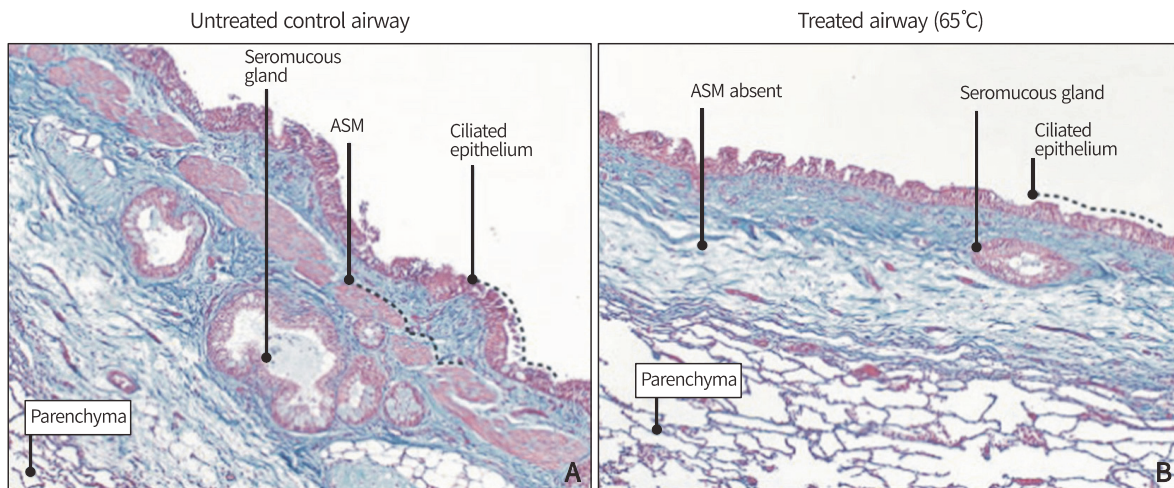 Untreated control airway
Treated airway (65˚C)
Seromucous
gland
ASM
Ciliated
epithelium
Parenchyma
A
ASM absent
Seromucous gland
Ciliated
epithelium
Parenchyma
B